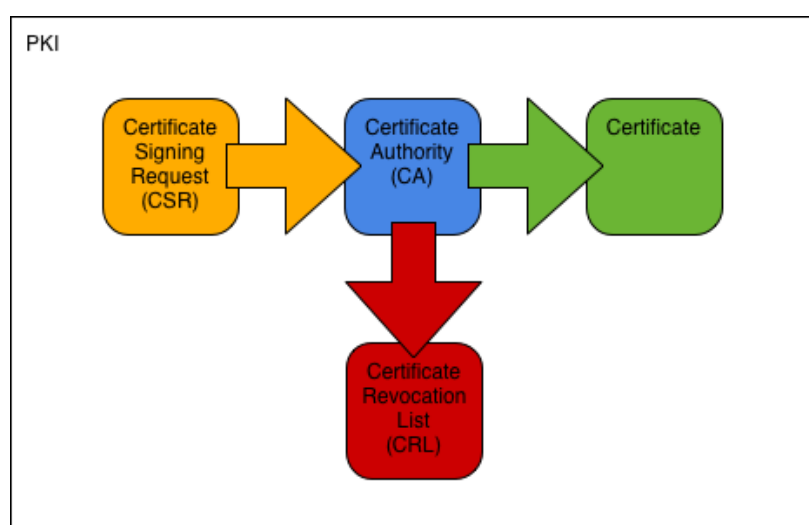 PKI
Certificate
Signing
Request
(CSR)
Certificate
Authority
(CA)
Certificate
Certificate
Revocation
List
(CRL)